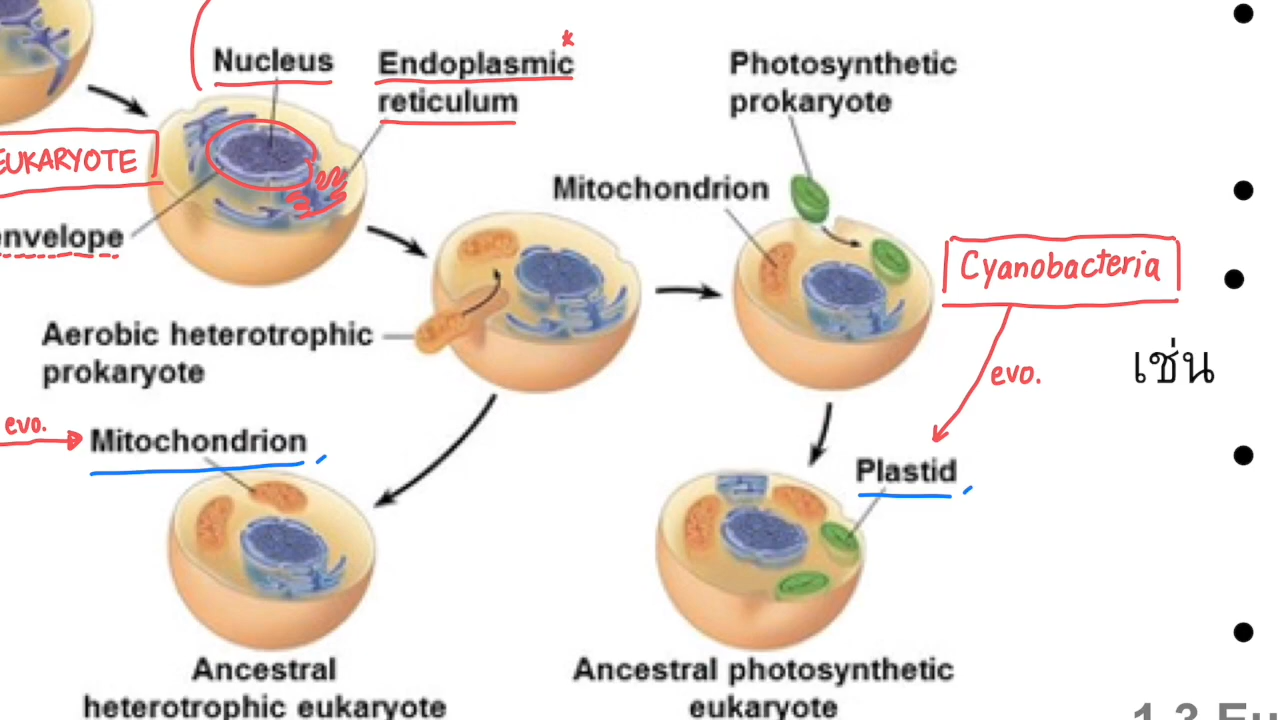 Nucleus
Endoplasmic*
reticulum
Photosynthetic
prokaryote
EUKARYOTE
Mitochondrion
envelope
Cyanobacteria
Aerobic heterotrophic
prokaryote
เช่น
evo.
evo.
Mitochondrion
Plastid
Ancestral
heterotrophic eukaryote
Ancestral photosynthetic
eukaryote